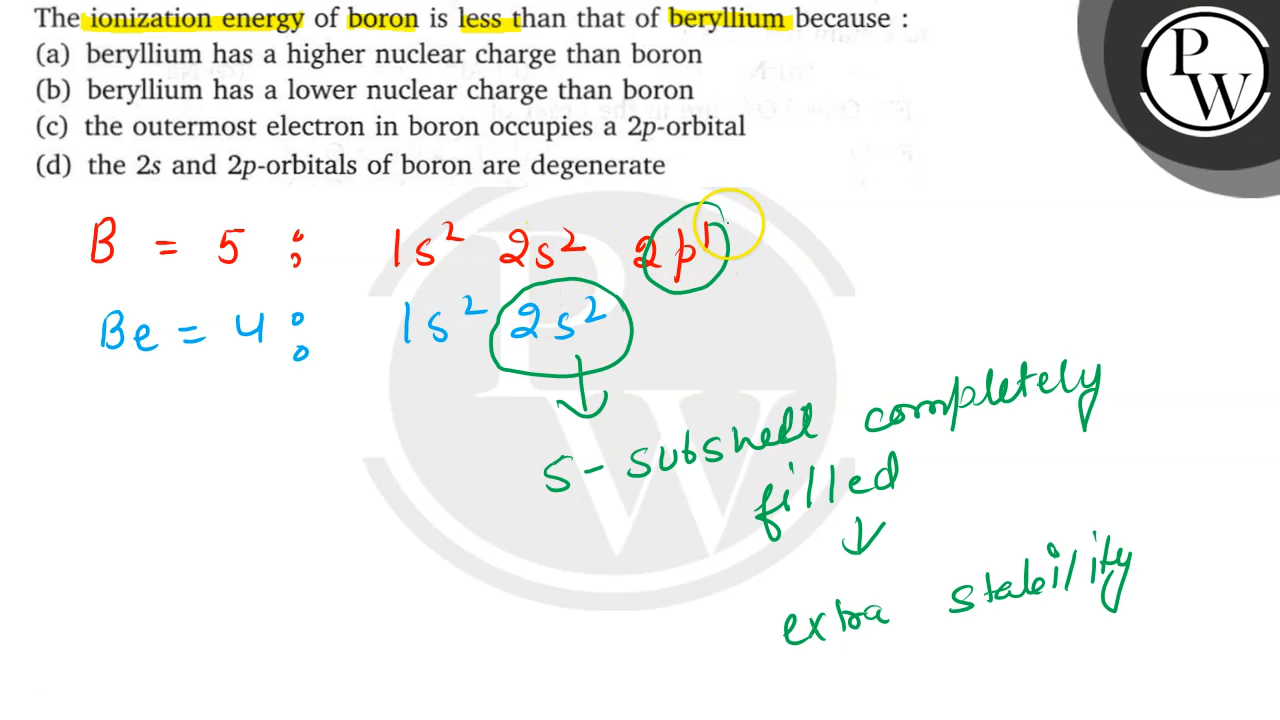 The ionization energy of boron is less than that of beryllium because :
(a) beryllium has a higher nuclear charge than boron
(b) beryllium has a lower nuclear charge than boron
(c) the outermost electron in boron occupies a 2p-orbital
(d) the 2s and 2p-orbitals of boron are degenerate
PW
B = 5 : 1s² 2s² 2p¹
Be = 4 : 1s² 2s²
s-subshell completely
filled
extra stability
PW